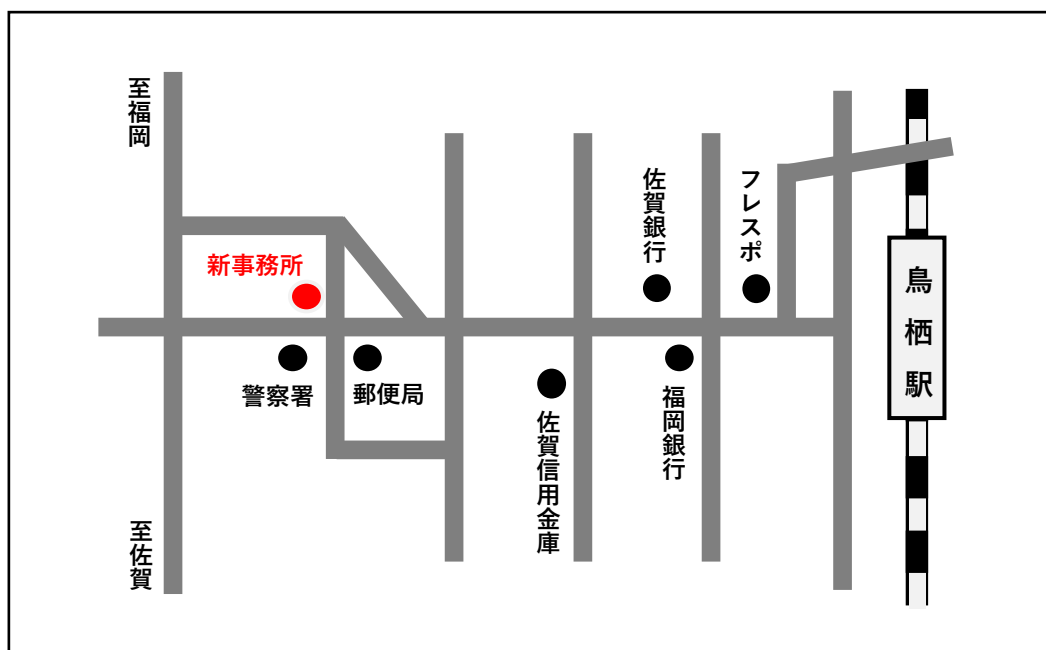 至福岡
佐賀銀行
フレスポ
新事務所
鳥栖駅
警察署
郵便局
福岡銀行
佐賀信用金庫
至佐賀